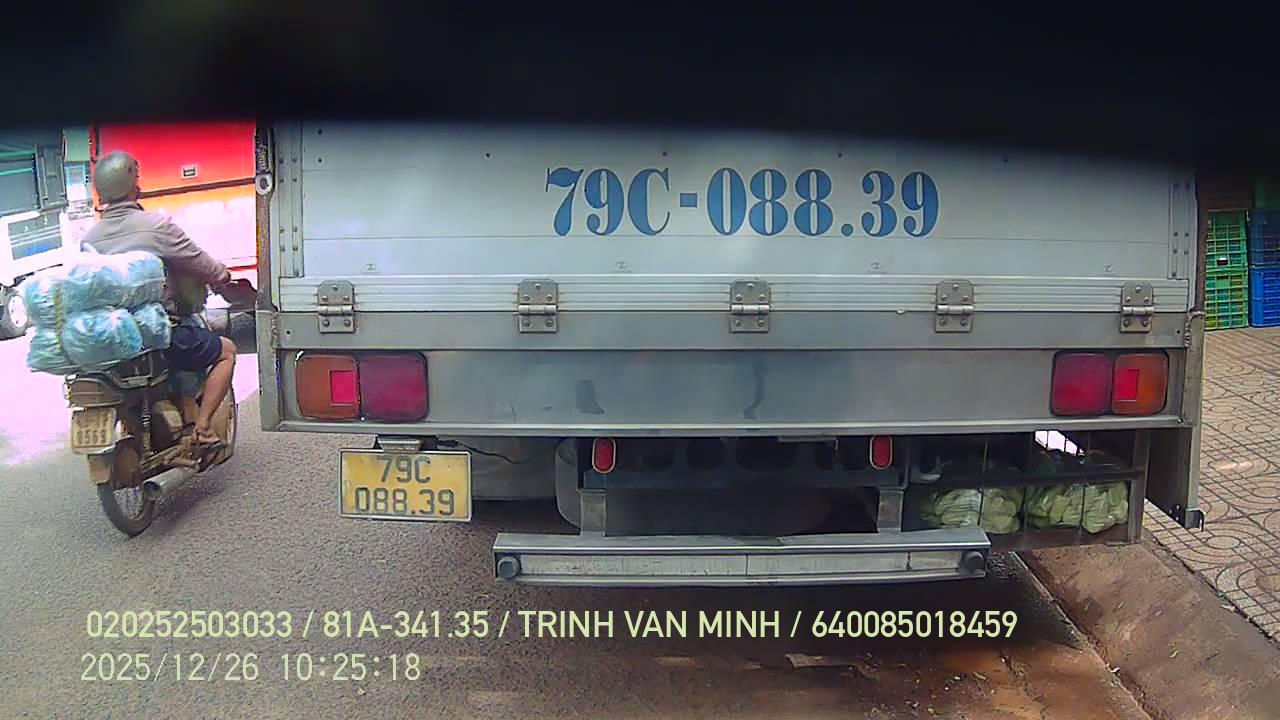 79C-088.39
79C
088.39
020252503033 / 81A-341.35 / TRINH VAN MINH / 640085018459
2025/12/26 10:25:18